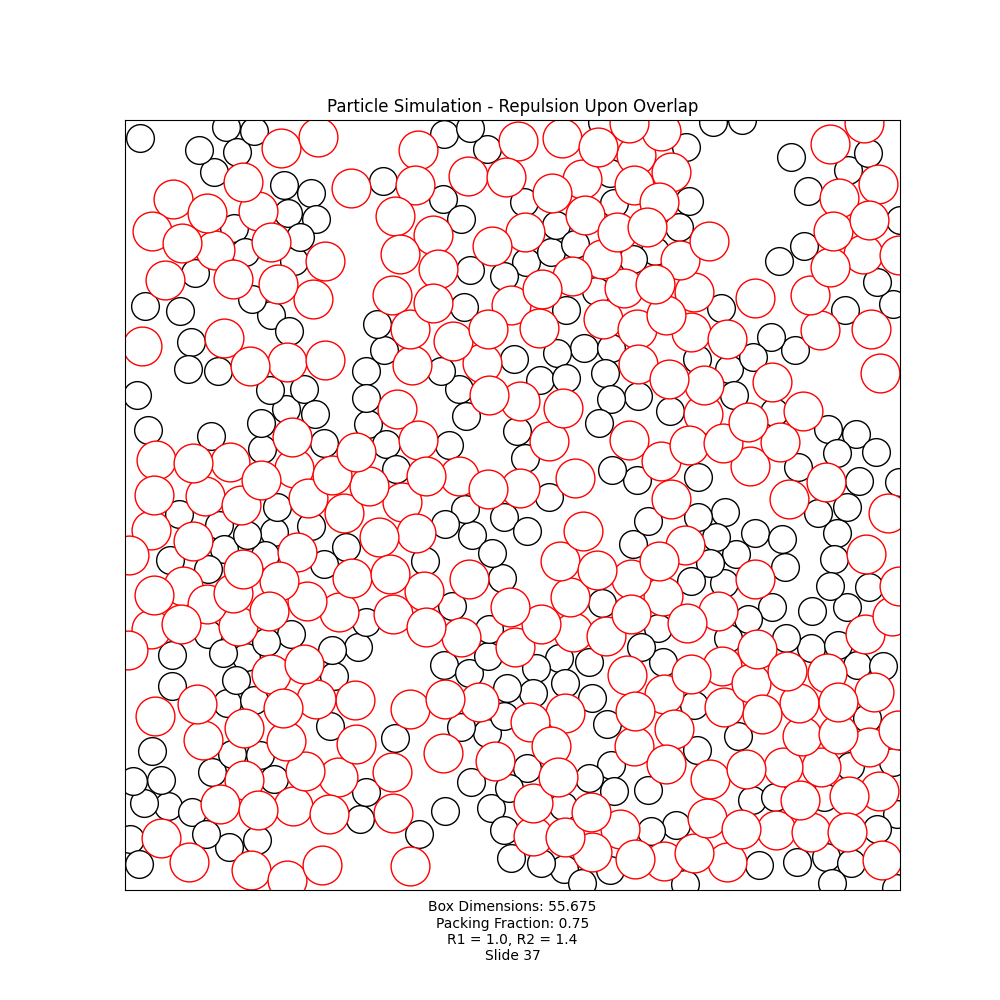 Particle Simulation - Repulsion Upon Overlap
Box Dimensions: 55.675
Packing Fraction: 0.75
R1 = 1.0, R2 = 1.4
Slide 37